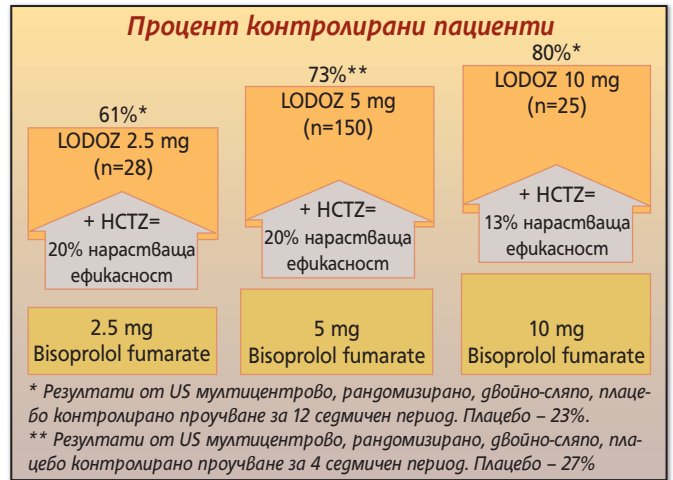 Процент контролирани пациенти
61%*
LODOZ 2.5 mg
(n=28)
+ HCTZ=
20% нарастваща
ефикасност
2.5 mg
Bisoprolol fumarate
73%**
LODOZ 5 mg
(n=150)
+ HCTZ=
20% нарастваща
ефикасност
5 mg
Bisoprolol fumarate
80%*
LODOZ 10 mg
(n=25)
+ HCTZ=
13% нарастваща
ефикасност
10 mg
Bisoprolol fumarate
* Резултати от US мултицентрово, рандомизирано, двойно-сляпо, плаце-
бо контролирано проучване за 12 седмичен период. Плацебо – 23%.
** Резултати от US мултицентрово, рандомизирано, двойно-сляпо, пла-
цебо контролирано проучване за 4 седмичен период. Плацебо – 27%